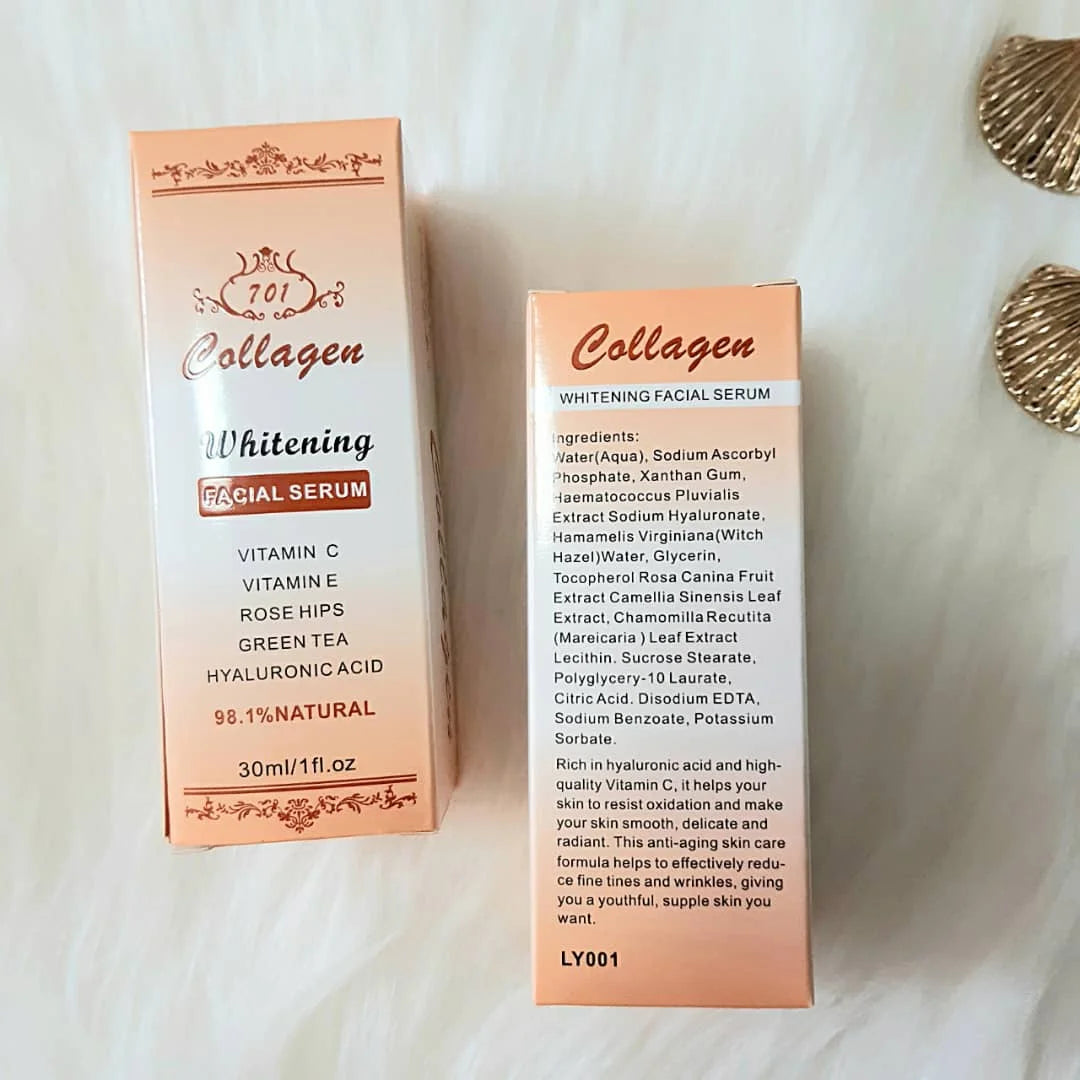 701
Collagen
Whitening
FACIAL SERUM
VITAMIN C
VITAMIN E
ROSE HIPS
GREEN TEA
HYALURONIC ACID
98.1%NATURAL
30ml/1fl.oz
Collagen
WHITENING FACIAL SERUM
Ingredients:
Water(Aqua), Sodium Ascorbyl
Phosphate, Xanthan Gum,
Haematococcus Pluvialis
Extract Sodium Hyaluronate,
Hamamelis Virginiana(Witch
Hazel)Water, Glycerin,
Tocopherol Rosa Canina Fruit
Extract Camellia Sinensis Leaf
Extract, Chamomilla Recutita
(Mareicaria ) Leaf Extract
Lecithin. Sucrose Stearate,
Polyglycery-10 Laurate,
Citric Acid. Disodium EDTA,
Sodium Benzoate, Potassium
Sorbate.
Rich in hyaluronic acid and high-
quality Vitamin C, it helps your
skin to resist oxidation and make
your skin smooth, delicate and
radiant. This anti-aging skin care
formula helps to effectively redu-
ce fine tines and wrinkles, giving
you a youthful, supple skin you
want.
LY001